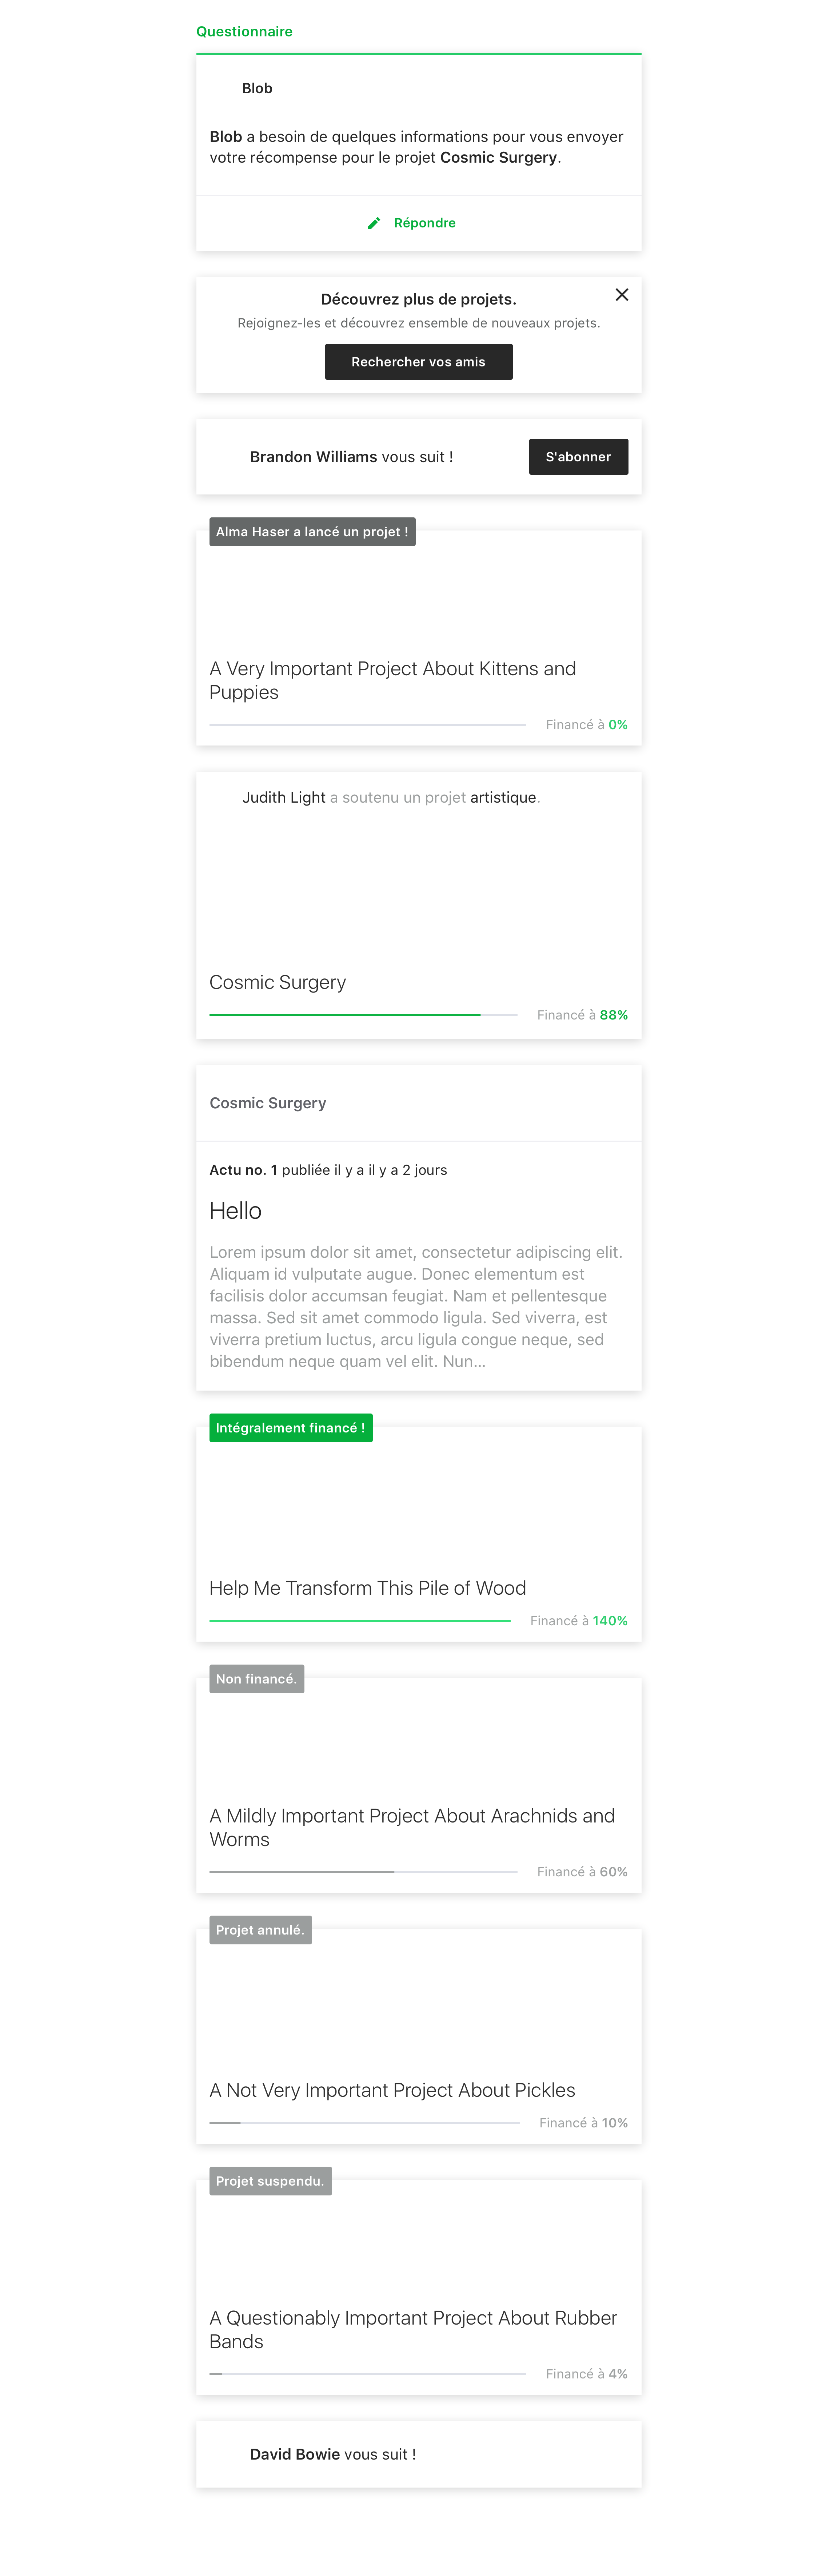 Questionnaire
Blob
Blob a besoin de quelques informations pour vous envoyer
votre récompense pour le projet Cosmic Surgery.
Répondre
Découvrez plus de projets.
Rejoignez-les et découvrez ensemble de nouveaux projets.
Rechercher vos amis
Brandon Williams vous suit !
S'abonner
Alma Haser a lancé un projet !
A Very Important Project About Kittens and
Puppies
Financé à 0%
Judith Light a soutenu un projet artistique.
Cosmic Surgery
Financé à 88%
Cosmic Surgery
Actu no. 1 publiée il y a il y a 2 jours
Hello
Lorem ipsum dolor sit amet, consectetur adipiscing elit.
Aliquam id vulputate augue. Donec elementum est
facilisis dolor accumsan feugiat. Nam et pellentesque
massa. Sed sit amet commodo ligula. Sed viverra, est
viverra pretium luctus, arcu ligula congue neque, sed
bibendum neque quam vel elit. Nun...
Intégralement financé !
Help Me Transform This Pile of Wood
Financé à 140%
Non financé.
A Mildly Important Project About Arachnids and
Worms
Financé à 60%
Projet annulé.
A Not Very Important Project About Pickles
Financé à 10%
Projet suspendu.
A Questionably Important Project About Rubber
Bands
Financé à 4%
David Bowie vous suit !